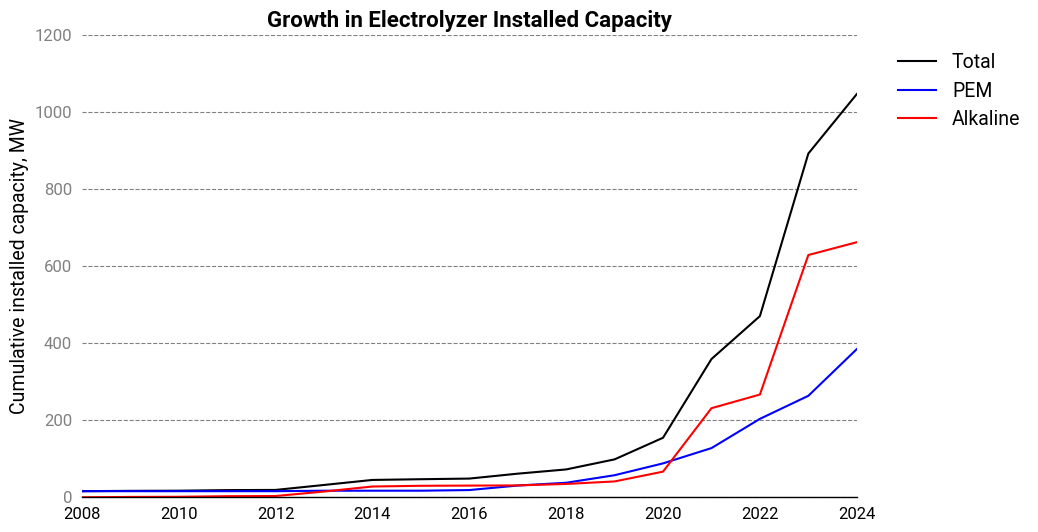 Growth in Electrolyzer Installed Capacity
Cumulative installed capacity, MW
1200
1000
800
600
400
200
0
2008 2010 2012 2014 2016 2018 2020 2022 2024
Total
PEM
Alkaline